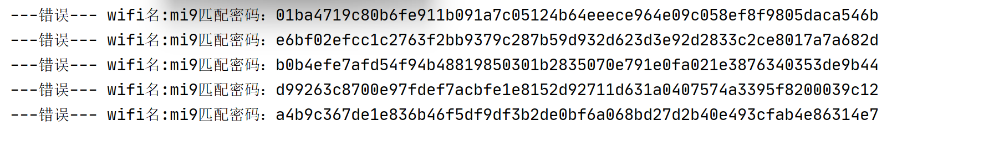 ---错误--- wifi名:mi9匹配密码：01ba4719c80b6fe911b091a7c05124b64eeece964e09c058ef8f9805daca546b
---错误--- wifi名:mi9匹配密码：e6bf02efcc1c2763f2bb9379c287b59d932d623d3e92d2833c2ce8017a7a682d
---错误--- wifi名:mi9匹配密码：b0b4efe7afd54f94b48819850301b2835070e791e0fa021e3876340353de9b44
---错误--- wifi名:mi9匹配密码：d99263c8700e97fdef7acbfe1e8152d92711d631a0407574a3395f8200039c12
---错误--- wifi名:mi9匹配密码：a4b9c367de1e836b46f5df9df3b2de0bf6a068bd27d2b40e493cfab4e86314e7